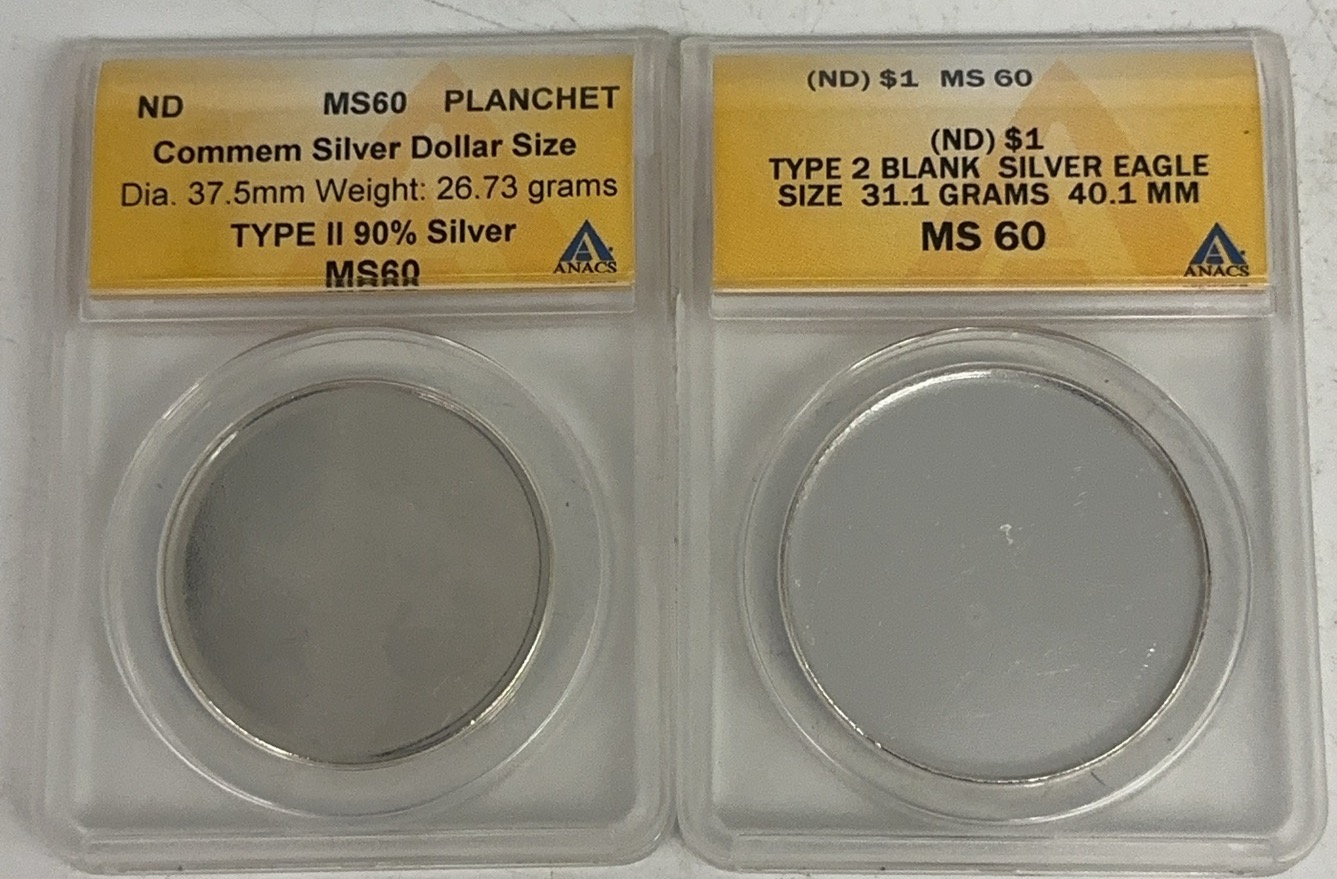 ND MS60 PLANCHET
Commem Silver Dollar Size
Dia. 37.5mm Weight: 26.73 grams
TYPE II 90% Silver
MS60
ANACS
(ND) $1 MS 60
(ND) $1
TYPE 2 BLANK SILVER EAGLE
SIZE 31.1 GRAMS 40.1 MM
MS 60
ANACS